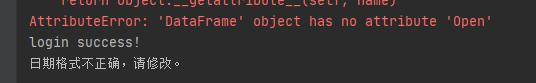 return object.__getattribute__(self, name)
AttributeError: 'DataFrame' object has no attribute 'Open'
login success!
日期格式不正确，请修改。